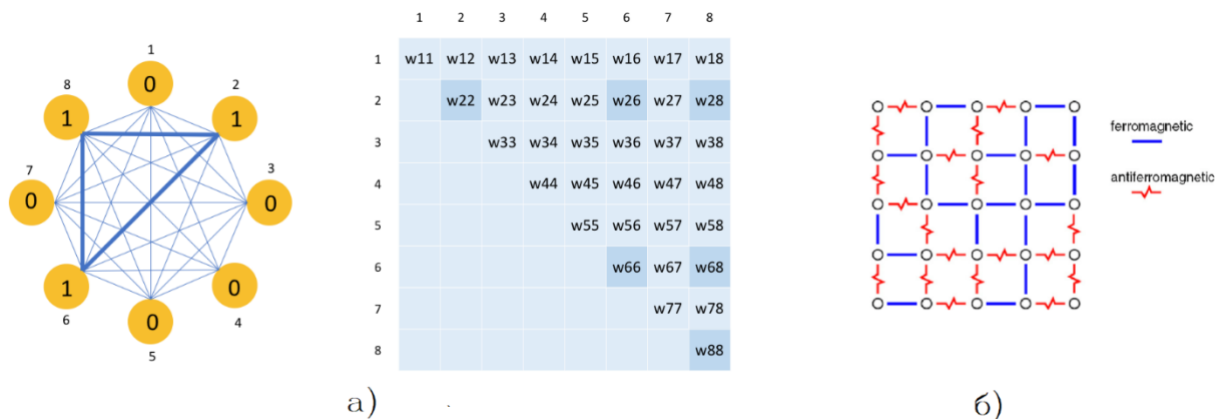 1
0
8
2
1
1
7
3
0
0
1
0
6
4
0
5
1 2 3 4 5 6 7 8
1 w11 w12 w13 w14 w15 w16 w17 w18
2 w22 w23 w24 w25 w26 w27 w28
3 w33 w34 w35 w36 w37 w38
4 w44 w45 w46 w47 w48
5 w55 w56 w57 w58
6 w66 w67 w68
7 w77 w78
8 w88
а)
ferromagnetic
antiferromagnetic
б)